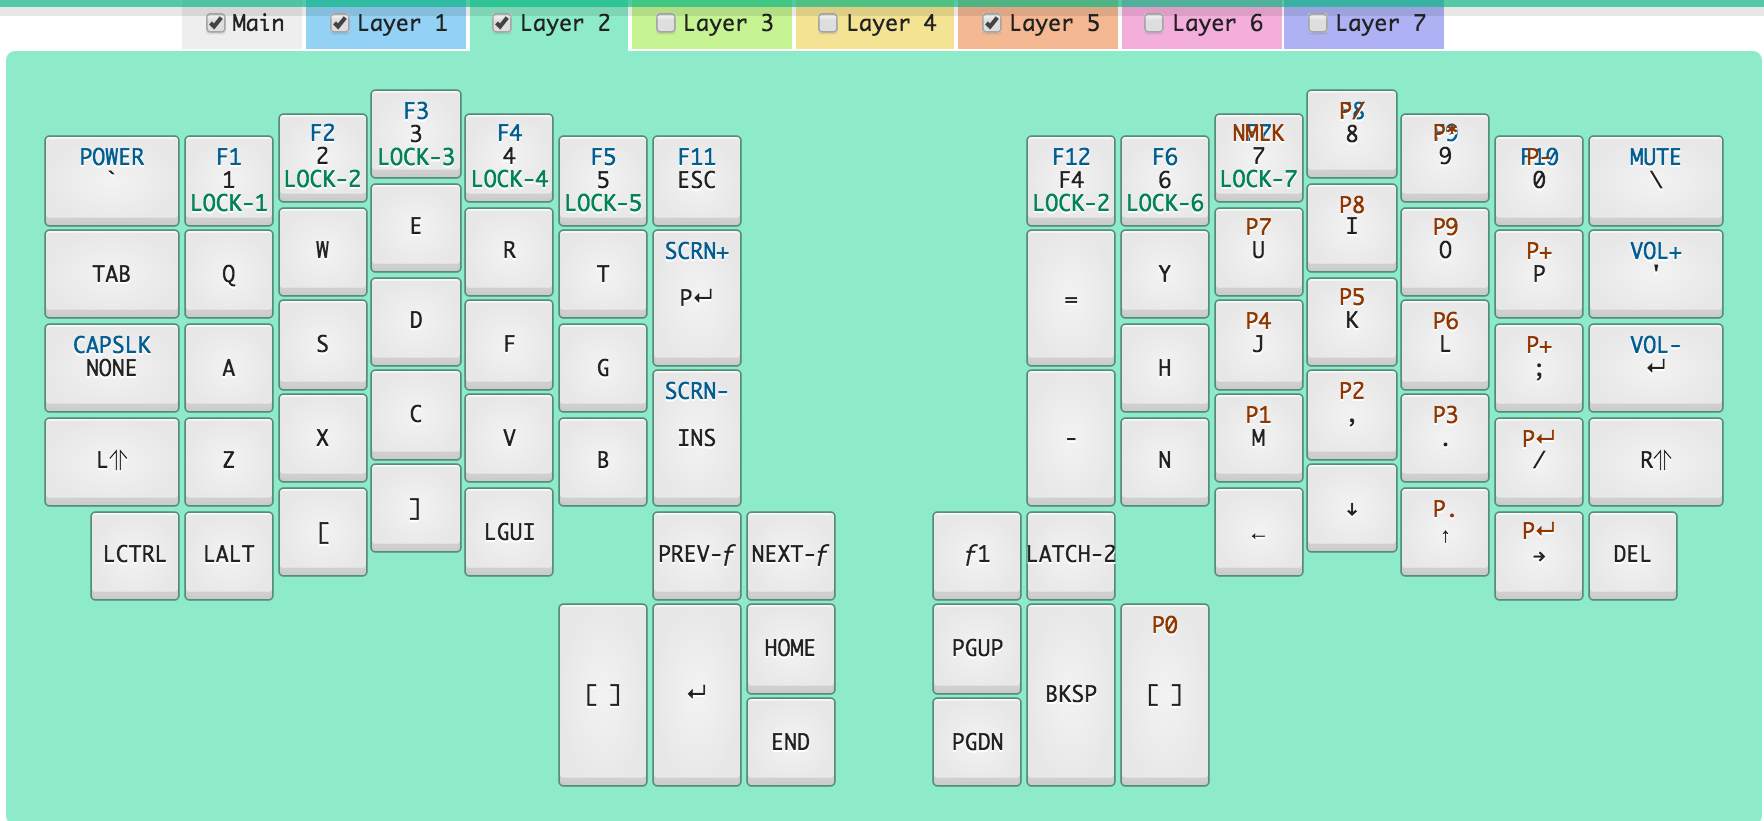 Main Layer 1 Layer 2 Layer 3 Layer 4 Layer 5 Layer 6 Layer 7
POWER
`
F1
1
LOCK-1
F2
2
LOCK-2
F3
3
LOCK-3
F4
4
LOCK-4
F5
5
LOCK-5
F11
ESC
F12
F4
LOCK-2
F6
6
LOCK-6
NMLK
7
LOCK-7
P/
8
P*
9
F10
0
MUTE
\
TAB
Q
W
E
R
T
SCRN+
P↵
=
Y
P7
U
P8
I
P9
O
P+
P
VOL+
'
CAPSLK
NONE
A
S
D
F
G
SCRN-
INS
-
H
P4
J
P5
K
P6
L
P+
;
VOL-
↵
L⇑
Z
X
C
V
B
N
P1
M
P2
,
P3
.
P↵
/
R⇑
LCTRL
LALT
[
]
LGUI
PREV-ƒ
NEXT-ƒ
ƒ1
LATCH-2
←
↓
P.
↑
P↵
→
DEL
[ ]
↵
HOME
END
PGUP
PGDN
BKSP
P0
[ ]